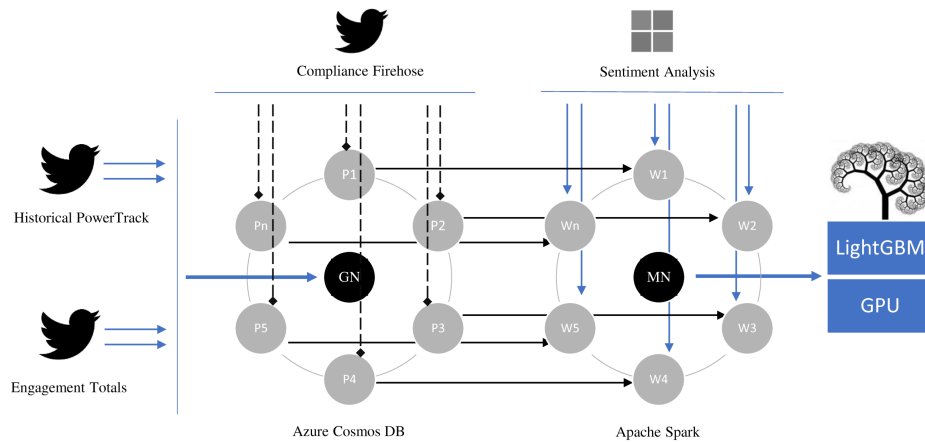 Compliance Firehose
Sentiment Analysis
Historical PowerTrack
Engagement Totals
P1
Pn
P2
GN
P5
P3
P4
W1
Wn
W2
MN
W5
W3
W4
LightGBM
GPU
Azure Cosmos DB
Apache Spark